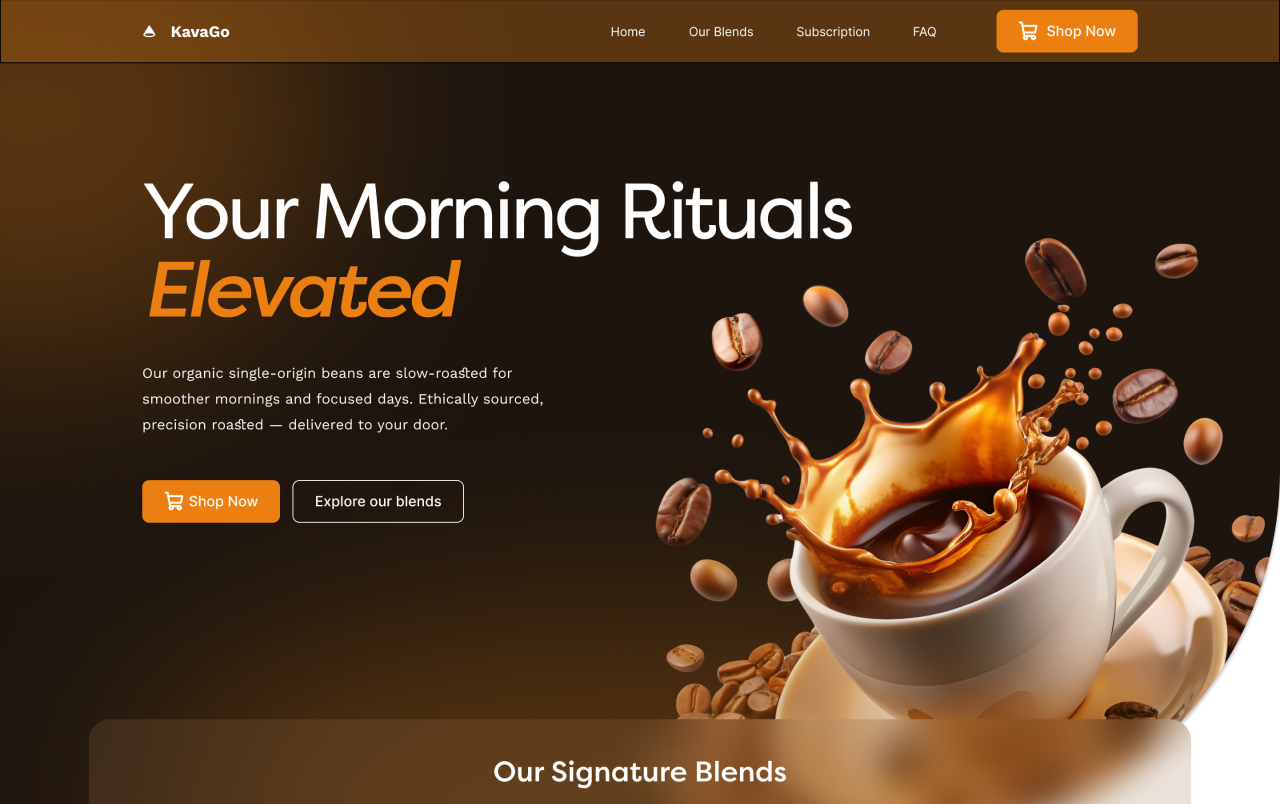 KavaGo
Home
Our Blends
Subscription
FAQ
Shop Now
Your Morning Rituals
Elevated
Our organic single-origin beans are slow-roasted for
smoother mornings and focused days. Ethically sourced,
precision roasted — delivered to your door.
Shop Now
Explore our blends
Our Signature Blends